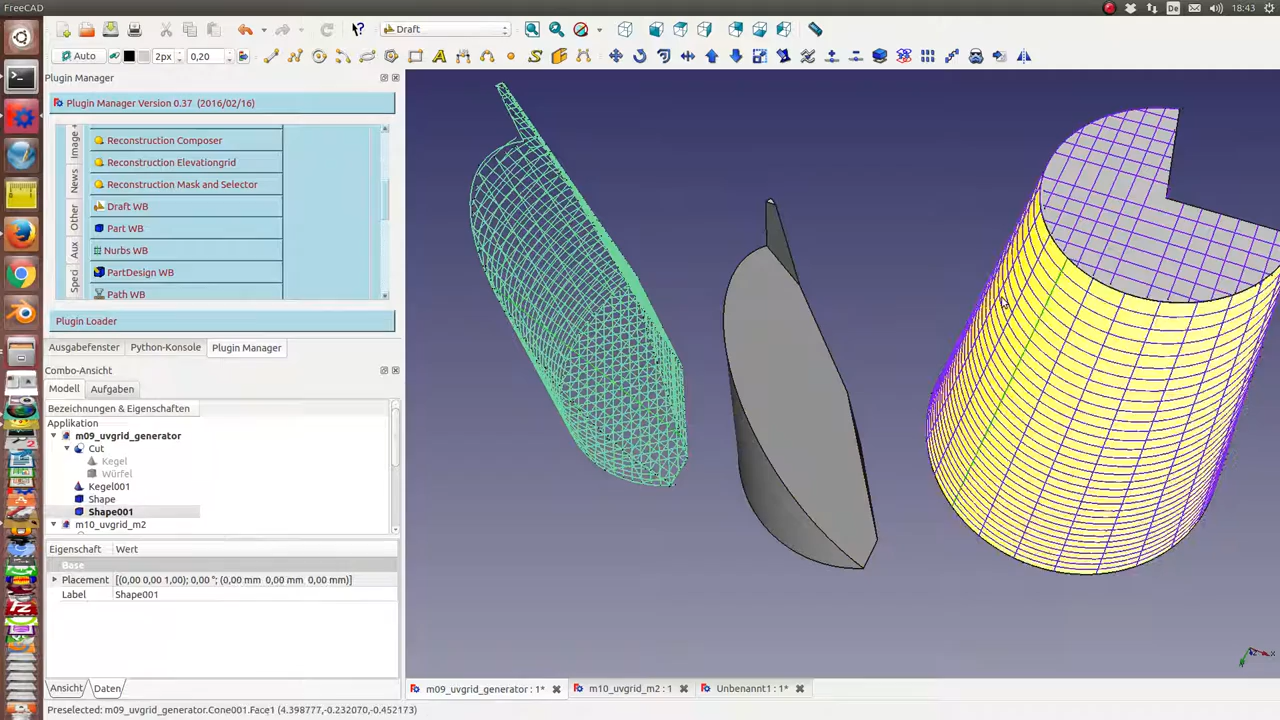 FreeCAD
De
18:43
Draft
Auto
2px
0,20
Plugin Manager
Plugin Manager Version 0.37 (2016/02/16)
Image +
News
Other
Aux
Sped
Reconstruction Composer
Reconstruction Elevationgrid
Reconstruction Mask and Selector
Draft WB
Part WB
Nurbs WB
PartDesign WB
Path WB
Plugin Loader
Ausgabefenster
Python-Konsole
Plugin Manager
Combo-Ansicht
Modell
Aufgaben
Bezeichnungen & Eigenschaften
Applikation
m09_uvgrid_generator
Cut
Kegel
Würfel
Kegel001
Shape
Shape001
m10_uvgrid_m2
Eigenschaft
Wert
Base
Placement
[(0,00 0,00 1,00); 0,00 °; (0,00 mm 0,00 mm 0,00 mm)]
Label
Shape001
Ansicht
Daten
m09_uvgrid_generator : 1*
m10_uvgrid_m2 : 1
Unbenannt1 : 1*
Preselected: m09_uvgrid_generator.Cone001.Face1 (4.398777,-0.232070,-0.452173)